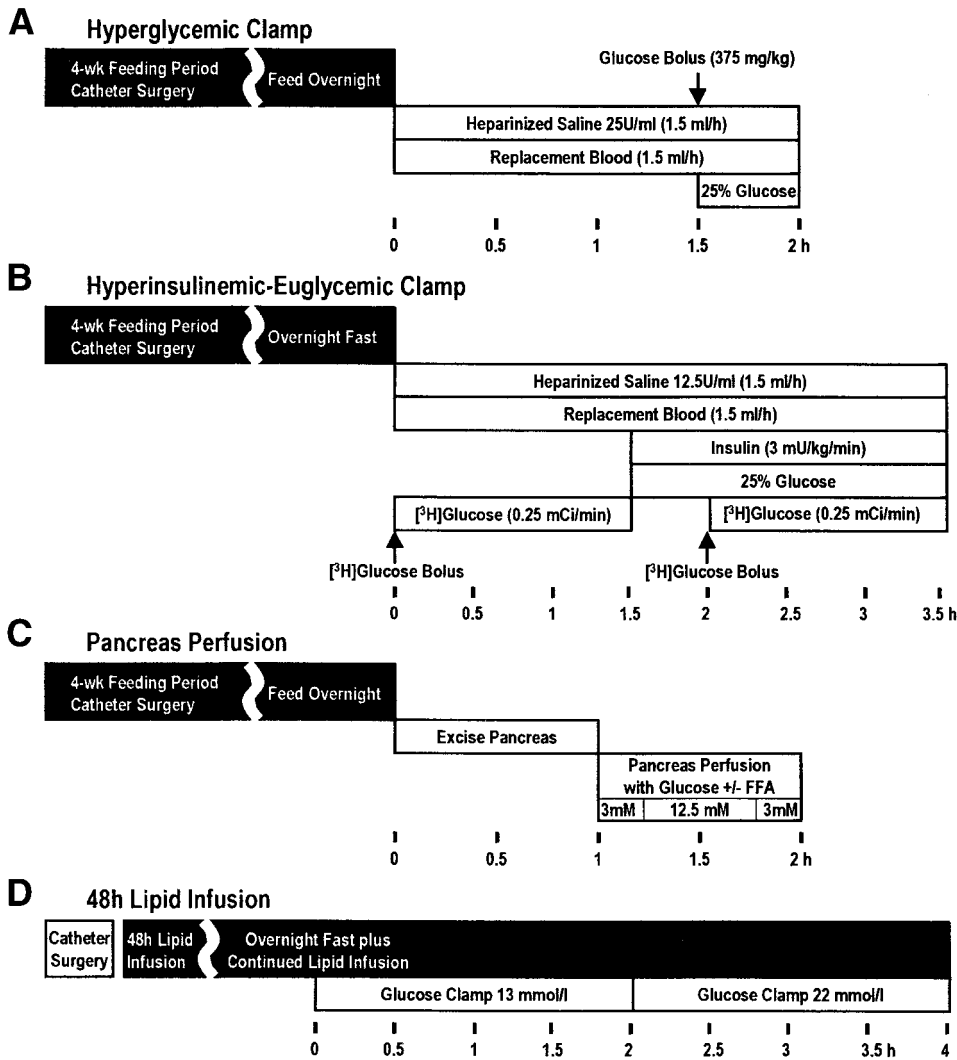 A
Hyperglycemic Clamp
4-wk Feeding Period
Catheter Surgery
Feed Overnight
Glucose Bolus (375 mg/kg)
Heparinized Saline 25U/ml (1.5 ml/h)
Replacement Blood (1.5 ml/h)
25% Glucose
0 0.5 1 1.5 2 h
B
Hyperinsulinemic-Euglycemic Clamp
4-wk Feeding Period
Catheter Surgery
Overnight Fast
Heparinized Saline 12.5U/ml (1.5 ml/h)
Replacement Blood (1.5 ml/h)
Insulin (3 mU/kg/min)
25% Glucose
[³H]Glucose (0.25 mCi/min) [³H]Glucose (0.25 mCi/min)
[³H]Glucose Bolus [³H]Glucose Bolus
0 0.5 1 1.5 2 2.5 3 3.5 h
C
Pancreas Perfusion
4-wk Feeding Period
Catheter Surgery
Feed Overnight
Excise Pancreas
Pancreas Perfusion
with Glucose +/- FFA
3mM 12.5 mM 3mM
0 0.5 1 1.5 2 h
D
48h Lipid Infusion
Catheter
Surgery
48h Lipid
Infusion
Overnight Fast plus
Continued Lipid Infusion
Glucose Clamp 13 mmol/l Glucose Clamp 22 mmol/l
0 0.5 1 1.5 2 2.5 3 3.5 h 4